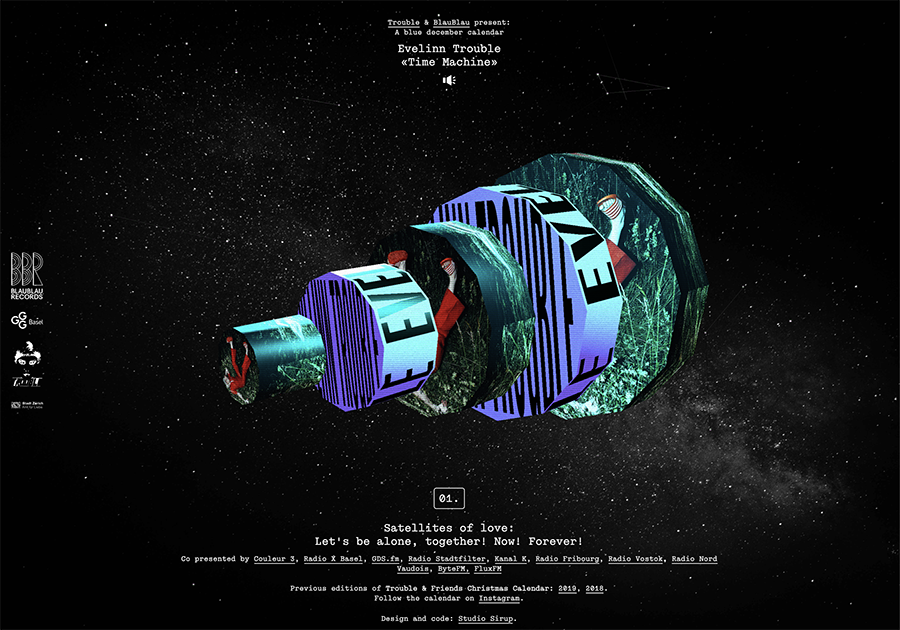 Trouble & BlauBlau present:
A blue december calendar
Evelinn Trouble
«Time Machine»
EVE
EVE
E
E
BLAUBLAU
RECORDS
GGG Basel
01.
Satellites of love:
Let's be alone, together! Now! Forever!
Co presented by Couleur 3, Radio X Basel, GDS.fm, Radio Stadtfilter, Kanal K, Radio Fribourg, Radio Vostok, Radio Nord
Vaudois, ByteFM, FluxFM
Previous editions of Trouble & Friends Christmas Calendar: 2019, 2018.
Follow the calendar on Instagram.
Design and code: Studio Sirup.